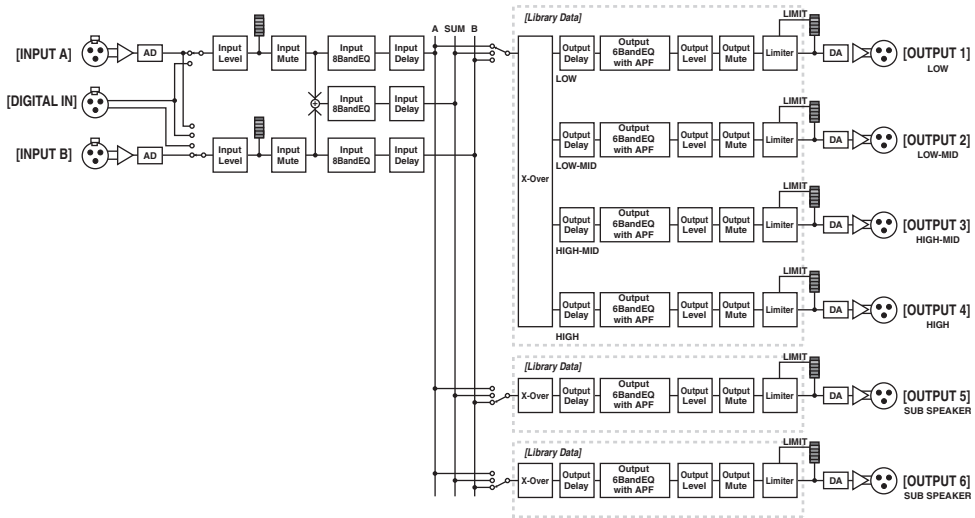 A SUM B
[Library Data]
LIMIT
[INPUT A]
AD
Input Level
Input Mute
Input 8BandEQ
Input Delay
Output Delay
Output 6BandEQ with APF
Output Level
Output Mute
Limiter
DA
[OUTPUT 1]
LOW
LOW
[DIGITAL IN]
Input 8BandEQ
Input Delay
LIMIT
[INPUT B]
AD
Input Level
Input Mute
Input 8BandEQ
Input Delay
Output Delay
Output 6BandEQ with APF
Output Level
Output Mute
Limiter
DA
[OUTPUT 2]
LOW-MID
LOW-MID
X-Over
LIMIT
Output Delay
Output 6BandEQ with APF
Output Level
Output Mute
Limiter
DA
[OUTPUT 3]
HIGH-MID
HIGH-MID
LIMIT
Output Delay
Output 6BandEQ with APF
Output Level
Output Mute
Limiter
DA
[OUTPUT 4]
HIGH
HIGH
[Library Data]
LIMIT
X-Over
Output Delay
Output 6BandEQ with APF
Output Level
Output Mute
Limiter
DA
[OUTPUT 5]
SUB SPEAKER
[Library Data]
LIMIT
X-Over
Output Delay
Output 6BandEQ with APF
Output Level
Output Mute
Limiter
DA
[OUTPUT 6]
SUB SPEAKER